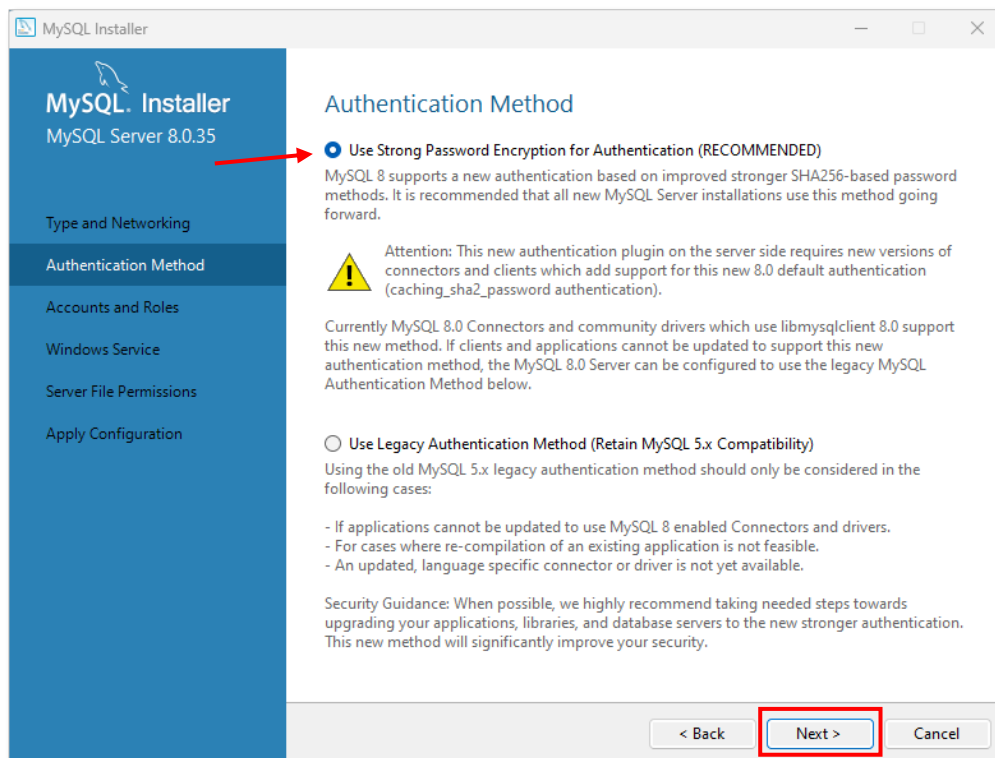 MySQL Installer
MySQL. Installer
MySQL Server 8.0.35
Type and Networking
Authentication Method
Accounts and Roles
Windows Service
Server File Permissions
Apply Configuration
Authentication Method
Use Strong Password Encryption for Authentication (RECOMMENDED)
MySQL 8 supports a new authentication based on improved stronger SHA256-based password
methods. It is recommended that all new MySQL Server installations use this method going
forward.
Attention: This new authentication plugin on the server side requires new versions of
connectors and clients which add support for this new 8.0 default authentication
(caching_sha2_password authentication).
Currently MySQL 8.0 Connectors and community drivers which use libmysqlclient 8.0 support
this new method. If clients and applications cannot be updated to support this new
authentication method, the MySQL 8.0 Server can be configured to use the legacy MySQL
Authentication Method below.
Use Legacy Authentication Method (Retain MySQL 5.x Compatibility)
Using the old MySQL 5.x legacy authentication method should only be considered in the
following cases:
- If applications cannot be updated to use MySQL 8 enabled Connectors and drivers.
- For cases where re-compilation of an existing application is not feasible.
- An updated, language specific connector or driver is not yet available.
Security Guidance: When possible, we highly recommend taking needed steps towards
upgrading your applications, libraries, and database servers to the new stronger authentication.
This new method will significantly improve your security.
< Back
Next >
Cancel